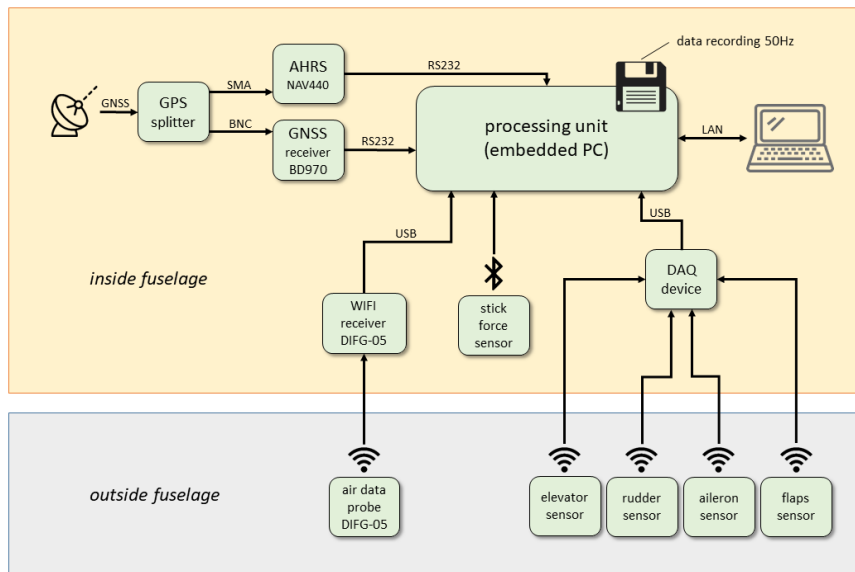 data recording 50Hz
AHRS
NAV440
RS232
SMA
GNSS
GPS
splitter
BNC
GNSS
receiver
BD970
RS232
processing unit
(embedded PC)
LAN
USB
USB
inside fuselage
DAQ
device
WIFI
receiver
DIFG-05
stick
force
sensor
outside fuselage
air data
probe
DIFG-05
elevator
sensor
rudder
sensor
aileron
sensor
flaps
sensor